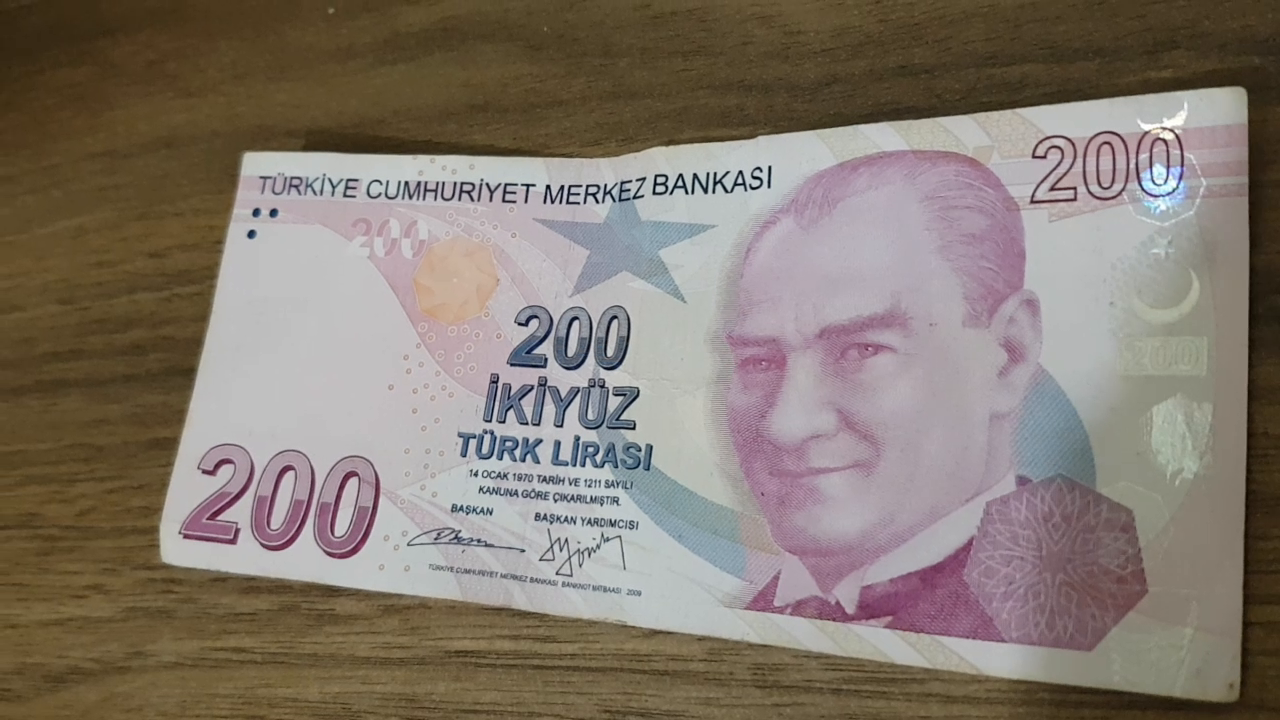 TÜRKİYE CUMHURİYET MERKEZ BANKASI
200
200
200
İKİYÜZ
TÜRK LİRASI
14 OCAK 1970 TARİH VE 1211 SAYILI
KANUNA GÖRE ÇIKARILMIŞTIR.
BAŞKAN
BAŞKAN YARDIMCISI
200
TÜRKİYE CUMHURİYET MERKEZ BANKASI BANKNOT MATBAASI 2009
200